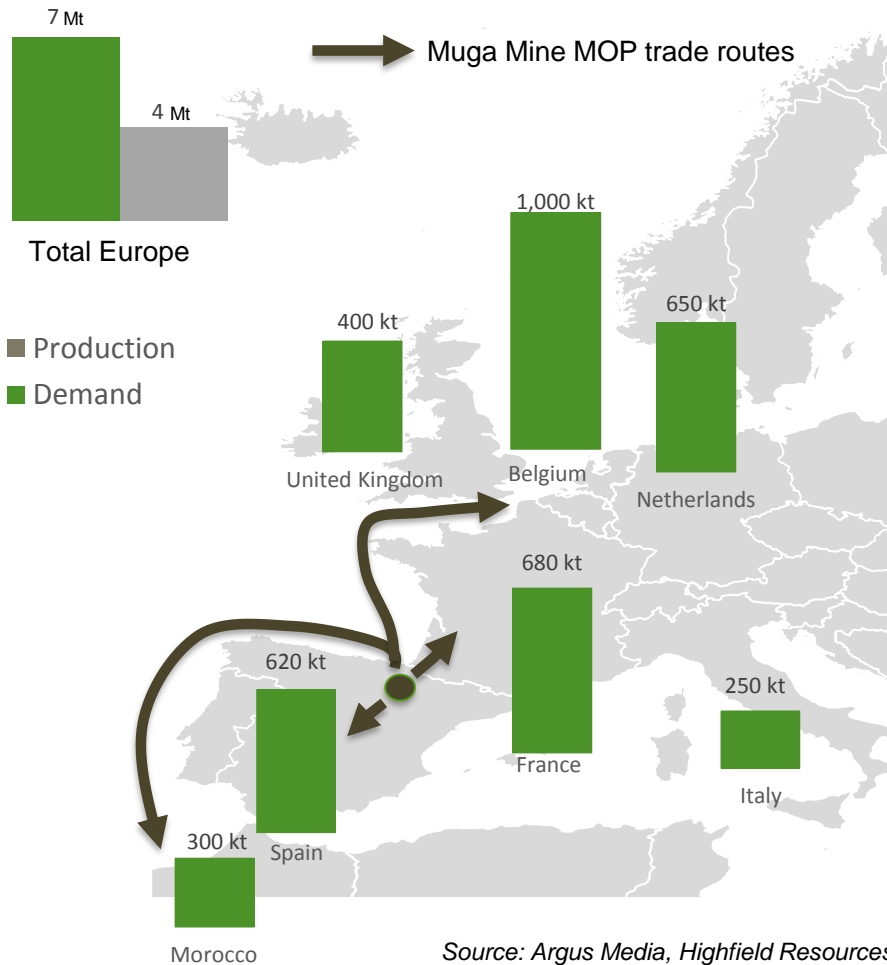 7 Mt
4 Mt
Total Europe
Muga Mine MOP trade routes
Production
Demand
1,000 kt
Belgium
650 kt
Netherlands
400 kt
United Kingdom
680 kt
France
620 kt
Spain
250 kt
Italy
300 kt
Morocco
Source: Argus Media, Highfield Resources